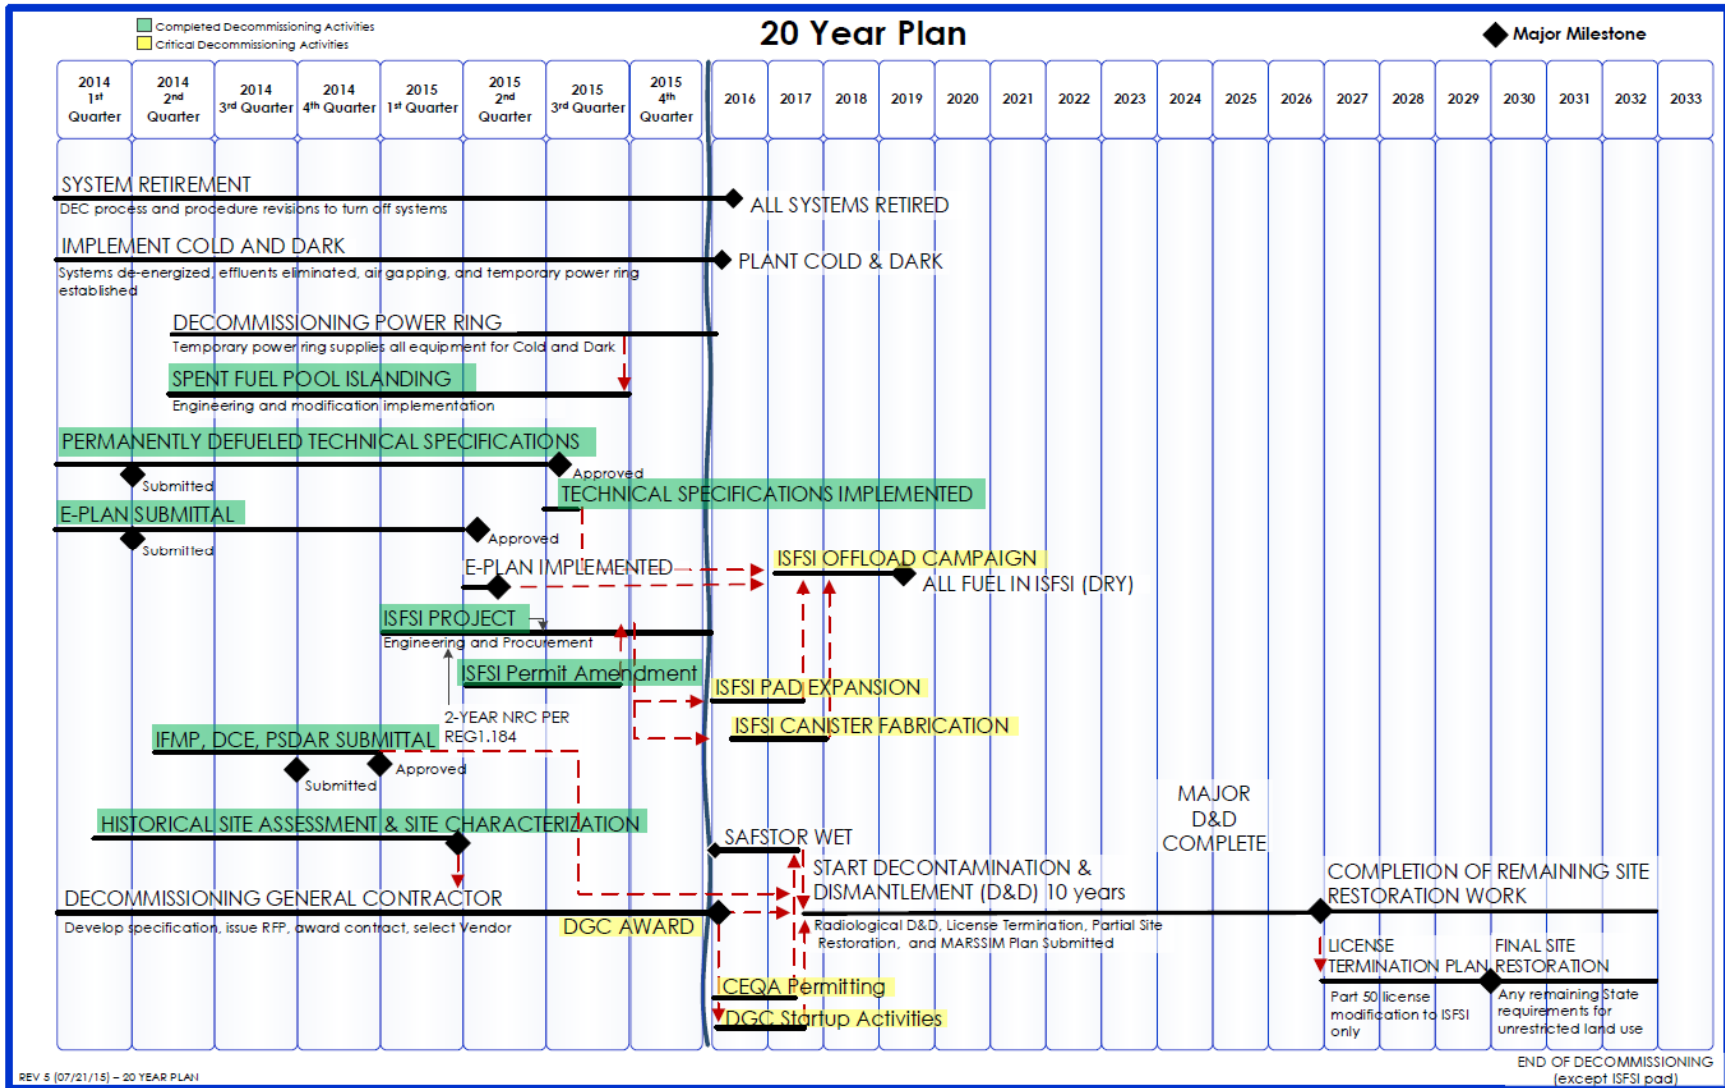 Completed Decommissioning Activities
Critical Decommissioning Activities
20 Year Plan
Major Milestone
2014
1st
Quarter
2014
2nd
Quarter
2014
3rd Quarter
2014
4th Quarter
2015
1st Quarter
2015
2nd
Quarter
2015
3rd Quarter
2015
4th
Quarter
2016
2017
2018
2019
2020
2021
2022
2023
2024
2025
2026
2027
2028
2029
2030
2031
2032
2033
SYSTEM RETIREMENT
DEC process and procedure revisions to turn off systems
ALL SYSTEMS RETIRED
IMPLEMENT COLD AND DARK
Systems de-energized, effluents eliminated, air gapping, and temporary power ring
established
PLANT COLD & DARK
DECOMMISSIONING POWER RING
Temporary power ring supplies all equipment for Cold and Dark
SPENT FUEL POOL ISLANDING
Engineering and modification implementation
PERMANENTLY DEFUELED TECHNICAL SPECIFICATIONS
Submitted
Approved
TECHNICAL SPECIFICATIONS IMPLEMENTED
E-PLAN SUBMITTAL
Submitted
Approved
E-PLAN IMPLEMENTED
ISFSI OFFLOAD CAMPAIGN
ALL FUEL IN ISFSI (DRY)
ISFSI PROJECT
Engineering and Procurement
ISFSI Permit Amendment
ISFSI PAD EXPANSION
2-YEAR NRC PER
REG1.184
ISFSI CANISTER FABRICATION
IFMP, DCE, PSDAR SUBMITTAL
Submitted
Approved
MAJOR
D&D
COMPLETE
HISTORICAL SITE ASSESSMENT & SITE CHARACTERIZATION
SAFSTOR WET
START DECONTAMINATION &
DISMANTLEMENT (D&D) 10 years
Radiological D&D, License Termination, Partial Site
Restoration, and MARSSIM Plan Submitted
COMPLETION OF REMAINING SITE
RESTORATION WORK
DECOMMISSIONING GENERAL CONTRACTOR
Develop specification, issue RFP, award contract, select Vendor
DGC AWARD
LICENSE
TERMINATION PLAN
Part 50 license
modification to ISFSI
only
FINAL SITE
RESTORATION
Any remaining State
requirements for
unrestricted land use
CEQA Permitting
DGC Startup Activities
END OF DECOMMISSIONING
(except ISFSI pad)
REV 5 (07/21/15) – 20 YEAR PLAN